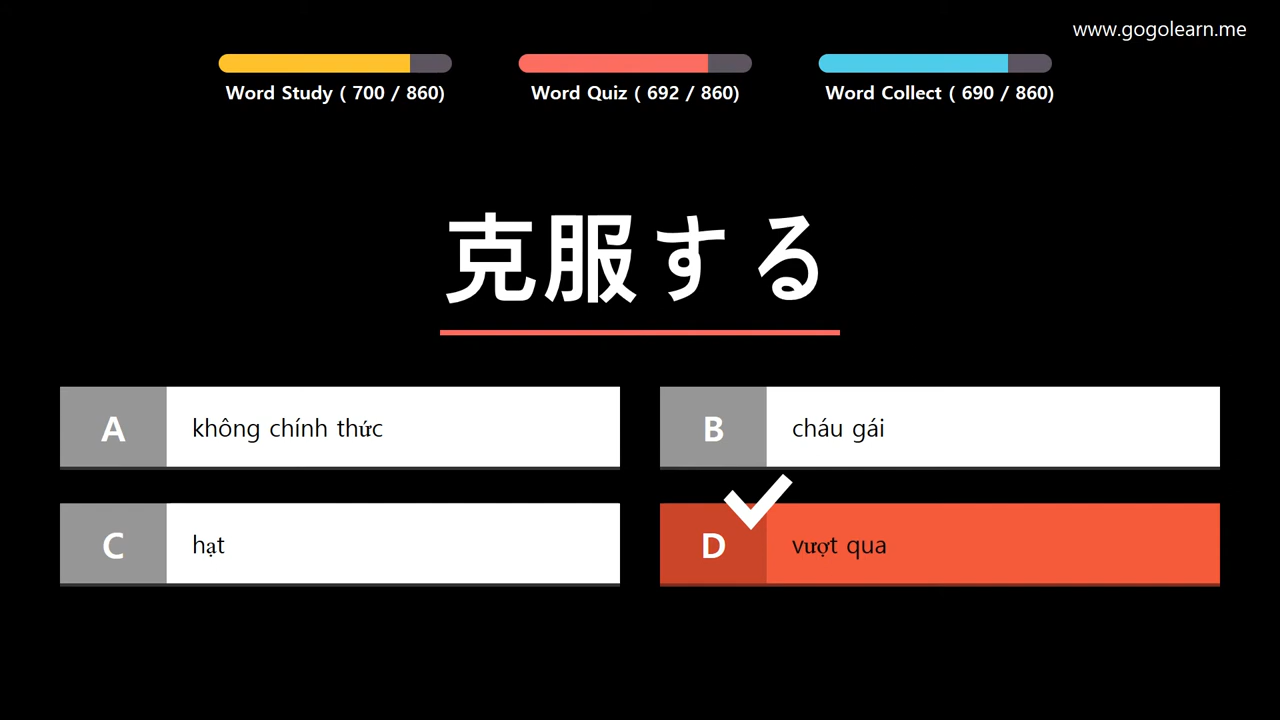 www.gogolearn.me
Word Study ( 700 / 860)
Word Quiz ( 692 / 860)
Word Collect ( 690 / 860)
克服する
A
không chính thức
B
cháu gái
C
hạt
D
vượt qua